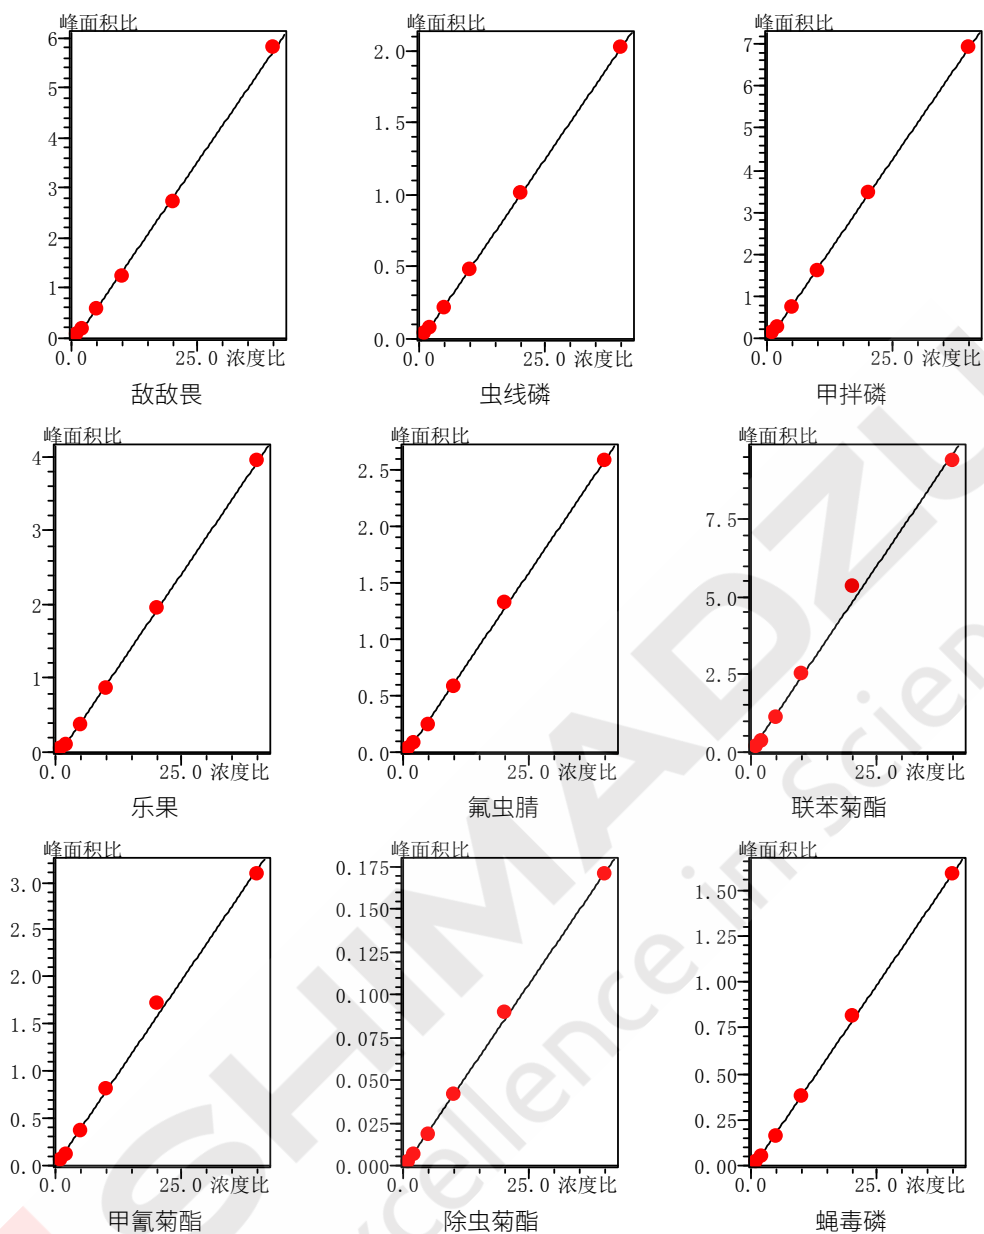 峰面积比 峰面积比 峰面积比
6 2.0 7
5 6
1.5 5
4
3 1.0 4
3
2 0.5 2
1 1
0 0.0 0
0.0 25.0 浓度比 0.0 25.0 浓度比 0.0 25.0 浓度比
敌敌畏 虫线磷 甲拌磷
峰面积比 峰面积比 峰面积比
4 2.5
3 2.0 7.5
2 1.5 5.0
1.0
1 0.5 2.5
0 0.0 0.0
0.0 25.0 浓度比 0.0 25.0 浓度比 0.0 25.0 浓度比
乐果 氟虫腈 联苯菊酯
峰面积比 峰面积比 峰面积比
3.0 0.175 1.50
2.5 0.150 1.25
2.0 0.125 1.00
1.5 0.100 0.75
1.0 0.075 0.50
0.050
0.5 0.025 0.25
0.0 0.000 0.00
0.0 25.0 浓度比 0.0 25.0 浓度比 0.0 25.0 浓度比
甲氰菊酯 除虫菊酯 蝇毒磷
SHIMADZU
Excellence in Scien